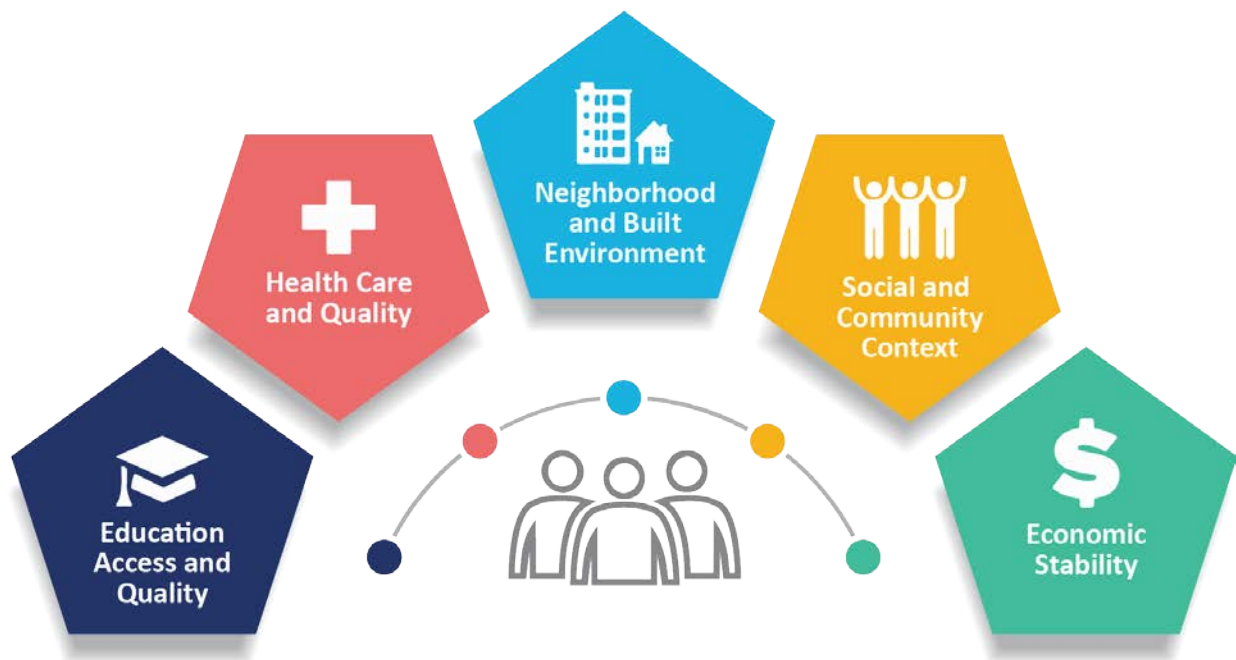 Education
Access and
Quality
Health Care
and Quality
Neighborhood
and Built
Environment
Social and
Community
Context
$
Economic
Stability